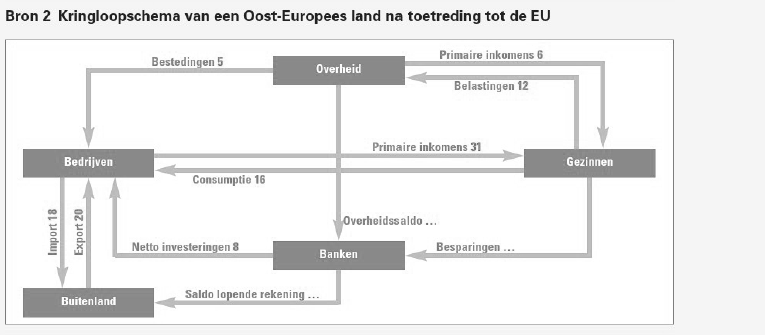 Bron 2 Kringloopschema van een Oost-Europees land na toetreding tot de EU
Primaire inkomens 6
Bestedingen 5
Overheid
Belastingen 12
Primaire inkomens 31
Bedrijven
Gezinnen
Consumptie 16
Import 18
Export 20
Overheidssaldo ...
Netto investeringen 8
Banken
Besparingen ...
Saldo lopende rekening ...
Buitenland